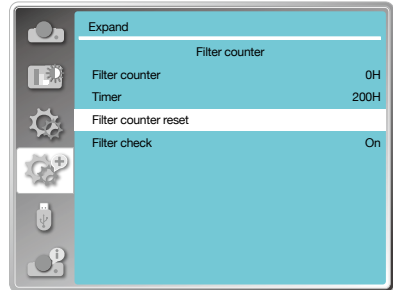 Expand
Filter counter
Filter counter 0H
Timer 200H
Filter counter reset
Filter check On